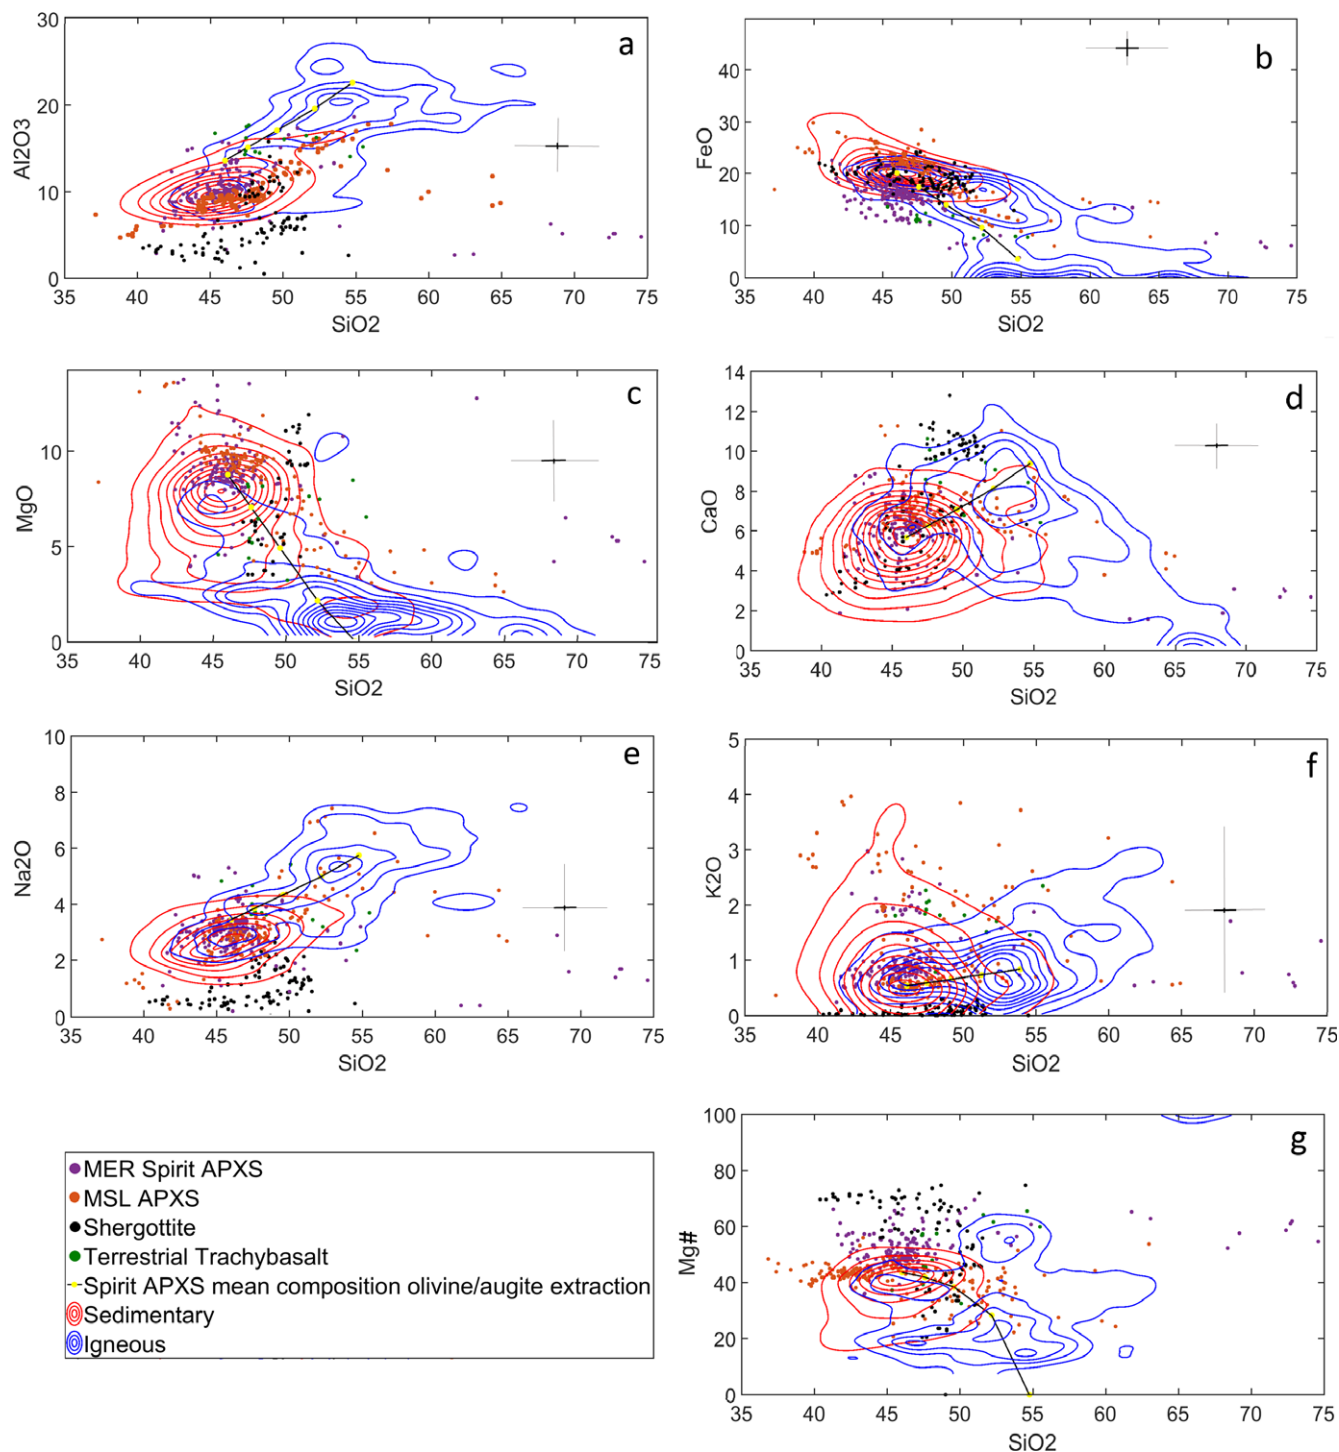 a
Al2O3
30
20
10
0
35 40 45 50 55 60 65 70 75
SiO2
b
FeO
40
30
20
10
0
35 40 45 50 55 60 65 70 75
SiO2
c
MgO
10
5
0
35 40 45 50 55 60 65 70 75
SiO2
d
CaO
14
12
10
8
6
4
2
0
35 40 45 50 55 60 65 70 75
SiO2
e
Na2O
10
8
6
4
2
0
35 40 45 50 55 60 65 70 75
SiO2
f
K2O
5
4
3
2
1
0
35 40 45 50 55 60 65 70 75
SiO2
MER Spirit APXS
MSL APXS
Shergottite
Terrestrial Trachybasalt
Spirit APXS mean composition olivine/augite extraction
Sedimentary
Igneous
g
Mg#
100
80
60
40
20
0
35 40 45 50 55 60 65 70 75
SiO2